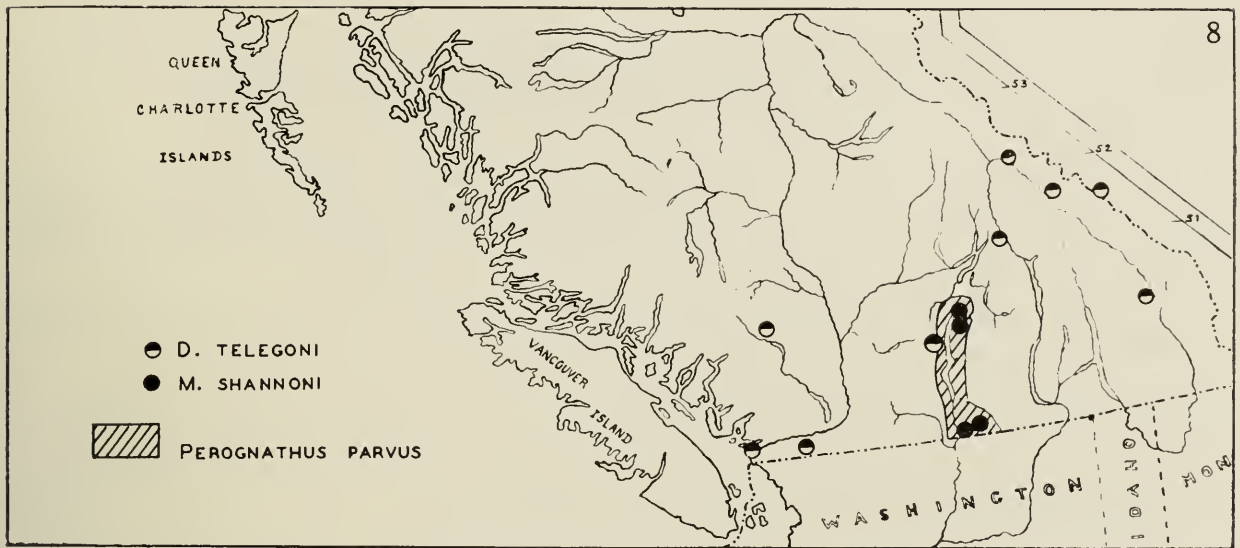 8
QUEEN
CHARLOTTE
ISLANDS
53
52
51
VANCOUVER
ISLAND
D. TELEGONI
M. SHANNONI
PEROGNATHUS PARVUS
WASHINGTON
IDAHO
MON